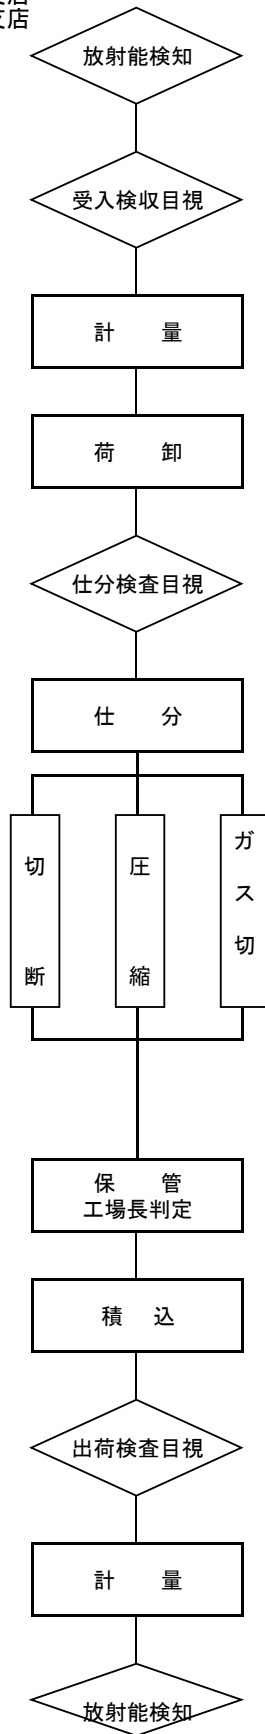 支店
放射能検知
受入検収目視
計　量
荷　卸
仕分検査目視
仕　分
切断
圧縮
ガス切
保　管
工場長判定
積　込
出荷検査目視
計　量
放射能検知